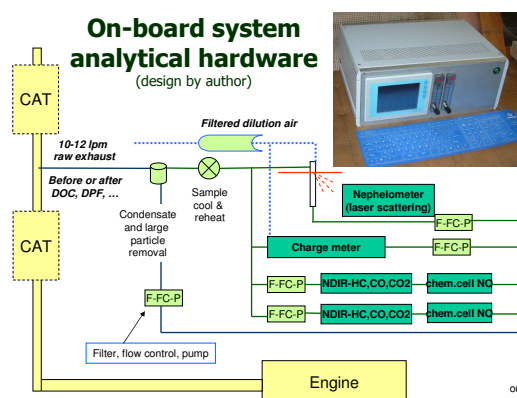 On-board system
analytical hardware
(design by author)
CAT
Filtered dilution air
10-12 lpm
raw exhaust
Before or after
DOC, DPF, ...
Sample
cool &
reheat
Condensate
and large
particle
removal
Nephelometer
(laser scattering)
F-FC-P
CAT
Charge meter
F-FC-P
F-FC-P
NDIR-HC,CO,CO2
chem.cell NO
F-FC-P
F-FC-P
NDIR-HC,CO,CO2
chem.cell NO
Filter, flow control, pump
Engine